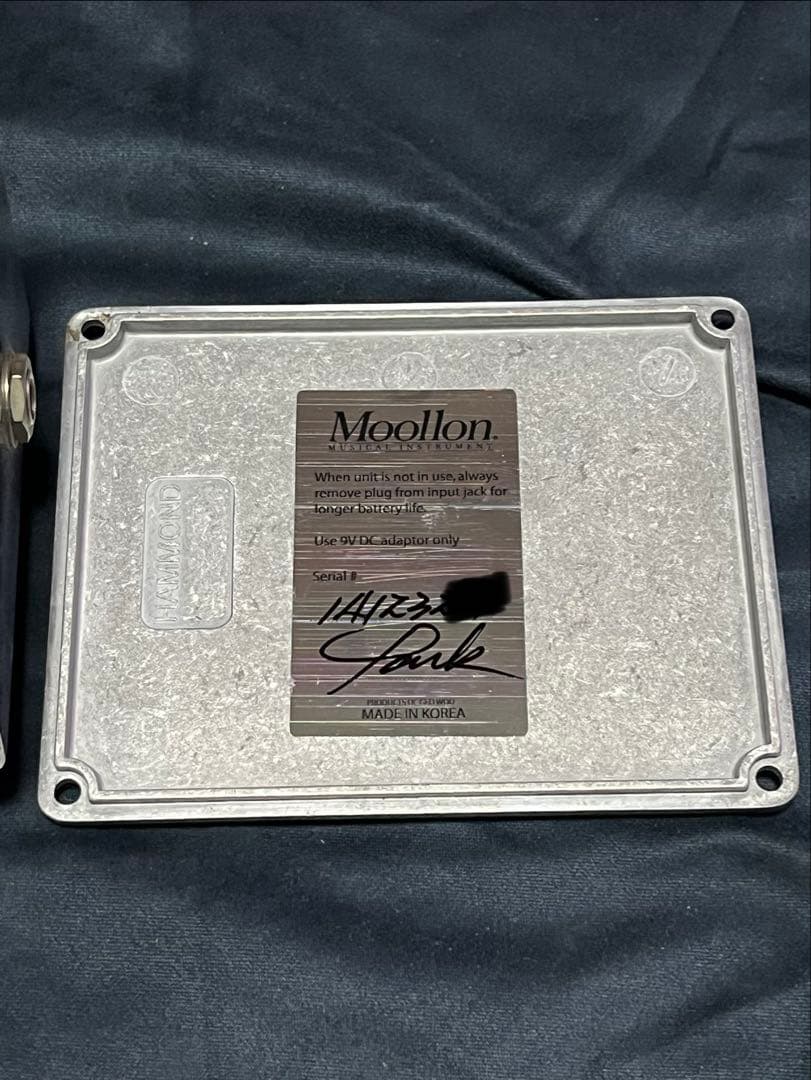 Moollon.
MUSICAL INSTRUMENT
When unit is not in use, always
remove plug from input jack for
longer battery life.
Use 9V DC adaptor only
Serial #
Park
MADE IN KOREA
HAMMOND